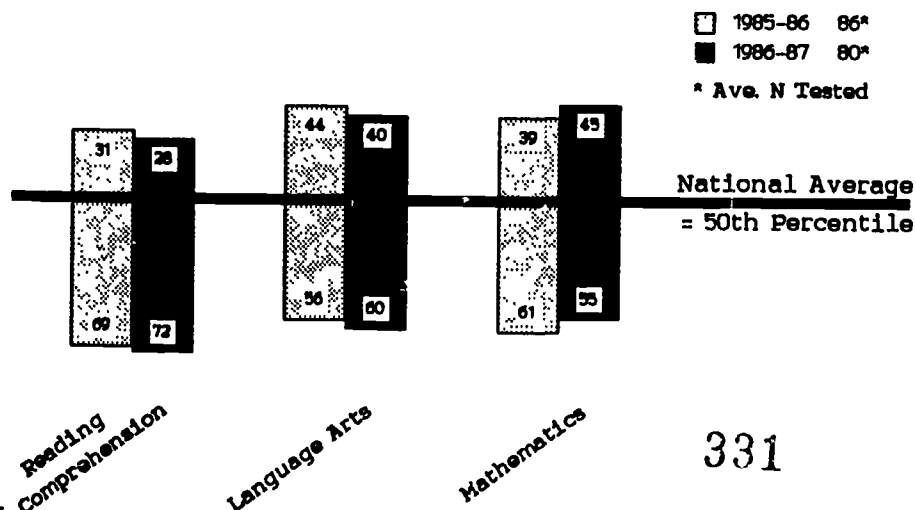 1985-86 86*
1986-87 80*
* Ave. N Tested
31 28 44 40 39 45
National Average
= 50th Percentile
69 72 56 60 61 55
Reading
Comprehension
Language Arts
Mathematics
331